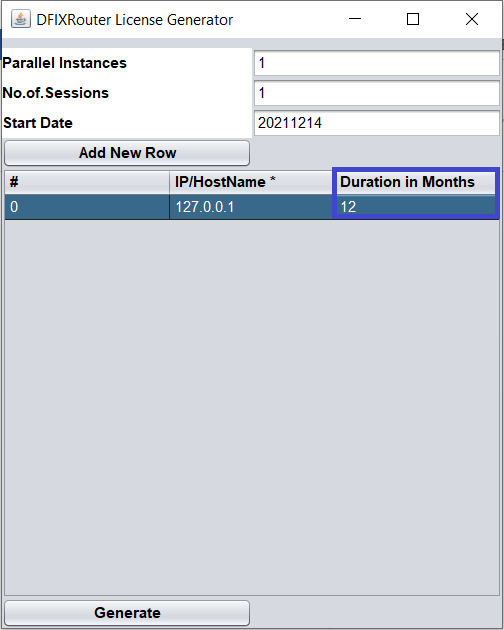 DFIXRouter License Generator
Parallel Instances 1
No.of.Sessions 1
Start Date 20211214
Add New Row
# IP/HostName * Duration in Months
0 127.0.0.1 12
Generate